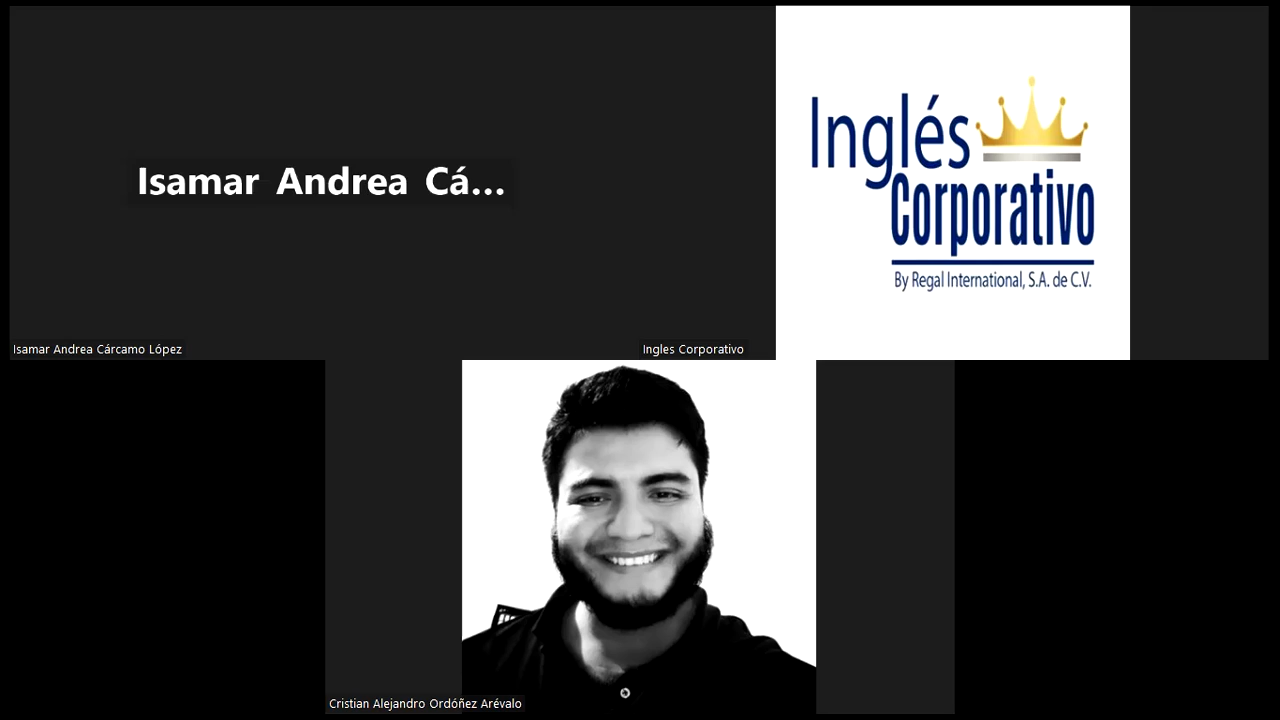 Isamar Andrea Cá...
Isamar Andrea Cárcamo López
Inglés
Corporativo
By Regal International, S.A. de C.V.
Ingles Corporativo
Cristian Alejandro Ordóñez Arévalo